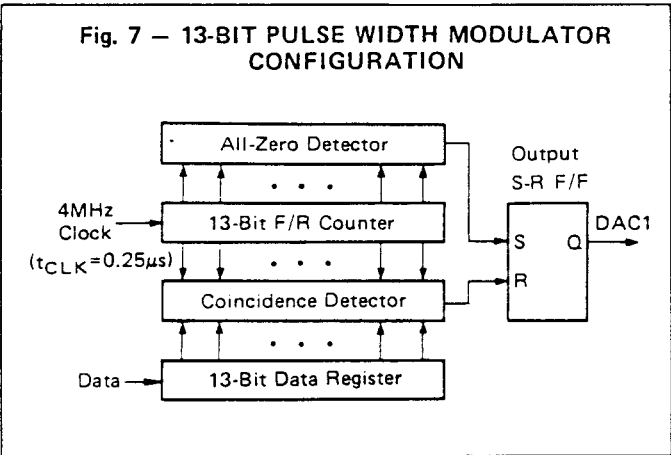 Fig. 7 — 13-BIT PULSE WIDTH MODULATOR
CONFIGURATION
All-Zero Detector
Output
S-R F/F
4MHz
Clock
(tCLK=0.25μs)
13-Bit F/R Counter
DAC1
S
Q
R
Coincidence Detector
Data
13-Bit Data Register